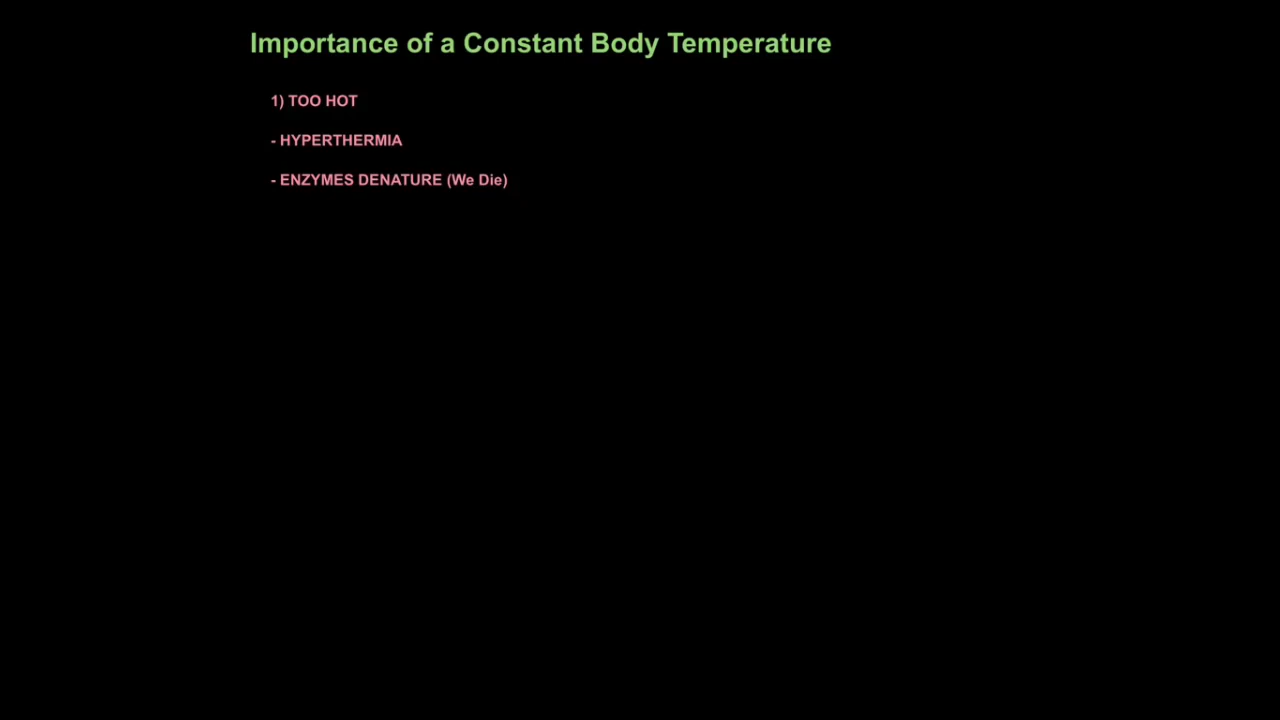 Importance of a Constant Body Temperature
1) TOO HOT
- HYPERTHERMIA
- ENZYMES DENATURE (We Die)